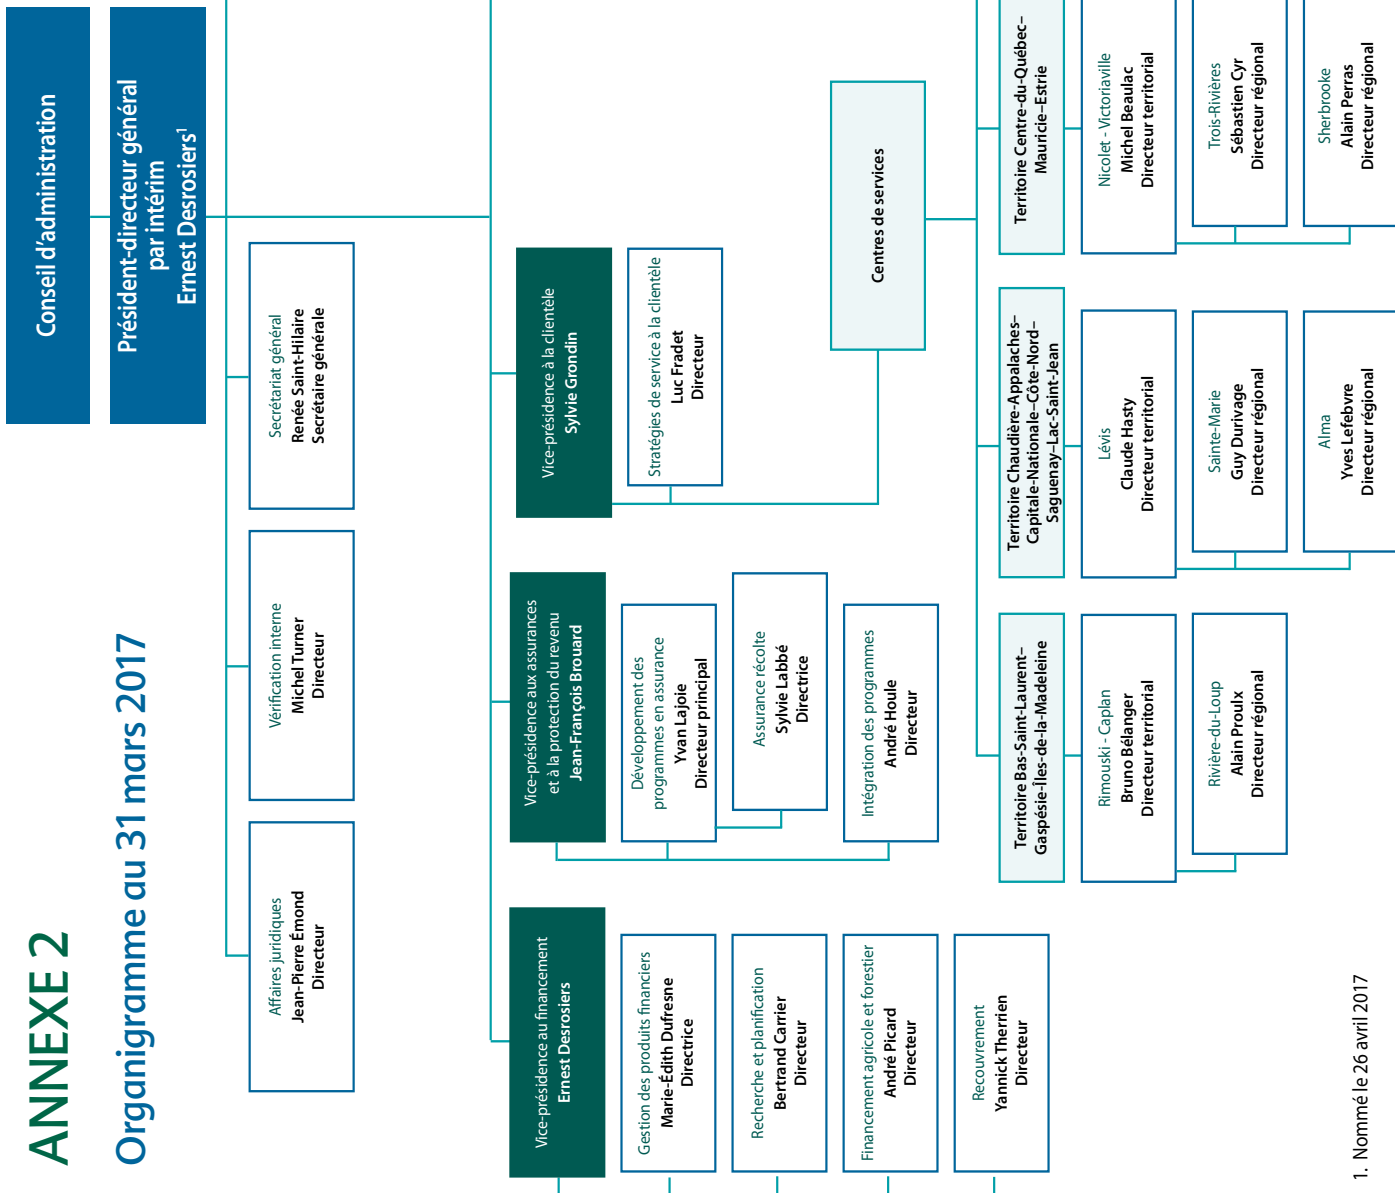 ANNEXE 2
Organigramme au 31 mars 2017
Conseil d’administration
Président-directeur général
par intérim
Ernest Desrosiers¹
Affaires juridiques
Jean-Pierre Émond
Directeur
Vérification interne
Michel Turner
Directeur
Secrétariat général
Renée Saint-Hilaire
Secrétaire générale
Vice-présidence au financement
Ernest Desrosiers
Gestion des produits financiers
Marie-Édith Dufresne
Directrice
Recherche et planification
Bertrand Carrier
Directeur
Financement agricole et forestier
André Picard
Directeur
Recouvrement
Yannick Therrien
Directeur
Vice-présidence aux assurances
et à la protection du revenu
Jean-François Brouard
Développement des
programmes en assurance
Yvan Lajoie
Directeur principal
Assurance récolte
Sylvie Labbé
Directrice
Intégration des programmes
André Houle
Directeur
Vice-présidence à la clientèle
Sylvie Grondin
Stratégies de service à la clientèle
Luc Fradet
Directeur
Centres de services
Territoire Bas-Saint-Laurent–
Gaspésie-Îles-de-la-Madeleine
Rimouski - Caplan
Bruno Bélanger
Directeur territorial
Rivière-du-Loup
Alain Proulx
Directeur régional
Territoire Chaudière-Appalaches–
Capitale-Nationale–Côte-Nord–
Saguenay–Lac-Saint-Jean
Lévis
Claude Hasty
Directeur territorial
Sainte-Marie
Guy Durivage
Directeur régional
Alma
Yves Lefebvre
Directeur régional
Territoire Centre-du-Québec–
Mauricie–Estrie
Nicolet - Victoriaville
Michel Beaulac
Directeur territorial
Trois-Rivières
Sébastien Cyr
Directeur régional
Sherbrooke
Alain Perras
Directeur régional
1. Nommé le 26 avril 2017